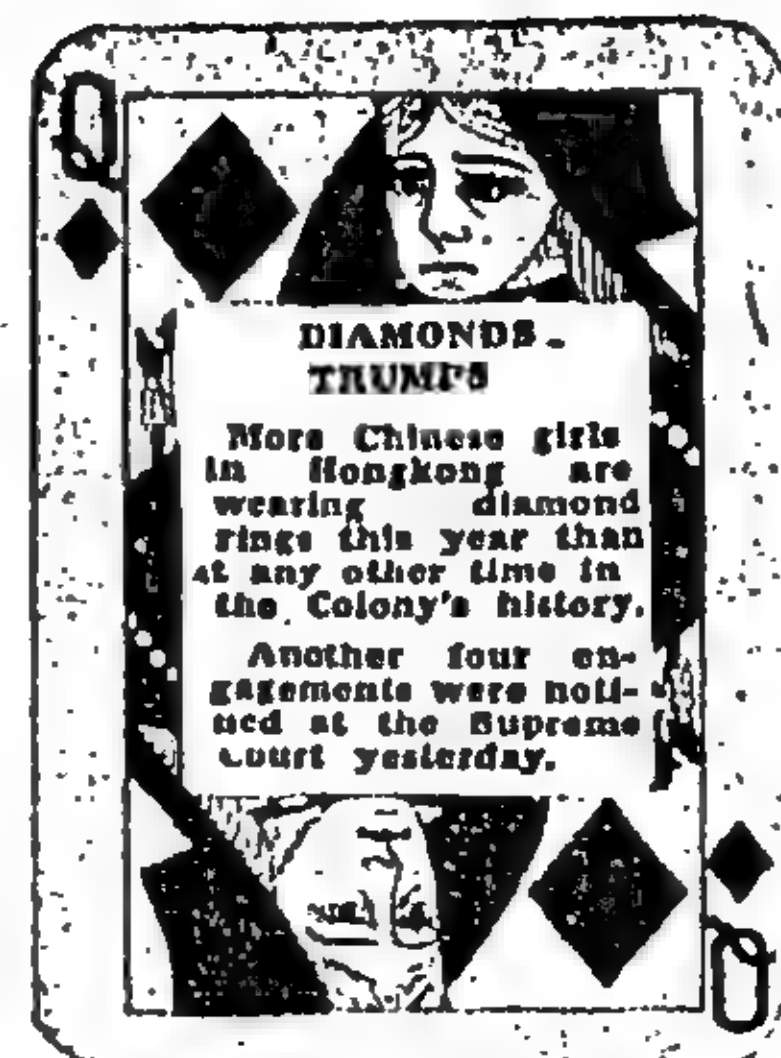 Q
DIAMONDS
TRUMPS
More Chinese girls
in Hongkong are
wearing diamond
rings this year than
at any other time in
the Colony's history.
Another four en-
gagements were noti-
fied at the Supreme
Court yesterday.
Q